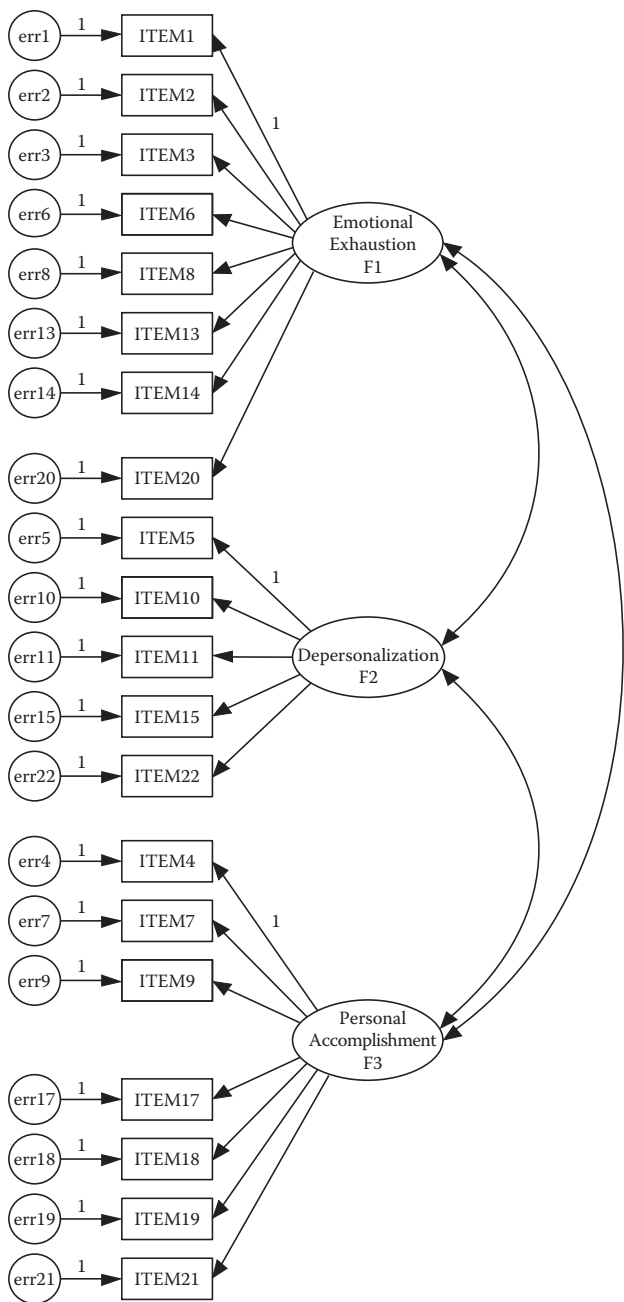 err1 1 ITEM1
err2 1 ITEM2
1
err3 1 ITEM3
err6 1 ITEM6
Emotional
Exhaustion
F1
err8 1 ITEM8
err13 1 ITEM13
err14 1 ITEM14
err20 1 ITEM20
err5 1 ITEM5
1
err10 1 ITEM10
err11 1 ITEM11
Depersonalization
F2
err15 1 ITEM15
err22 1 ITEM22
err4 1 ITEM4
err7 1 ITEM7
1
err9 1 ITEM9
Personal
Accomplishment
F3
err17 1 ITEM17
err18 1 ITEM18
err19 1 ITEM19
err21 1 ITEM21